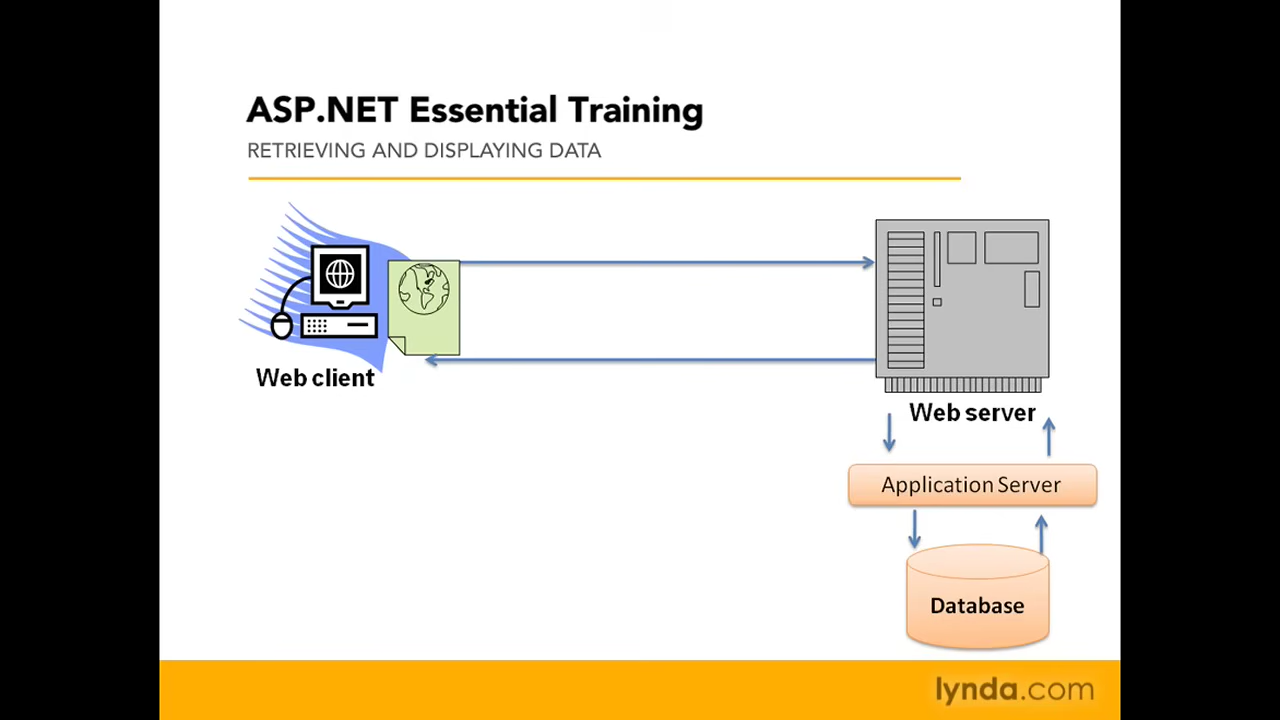 ASP.NET Essential Training
RETRIEVING AND DISPLAYING DATA
Web client
Web server
Application Server
Database
lynda.com